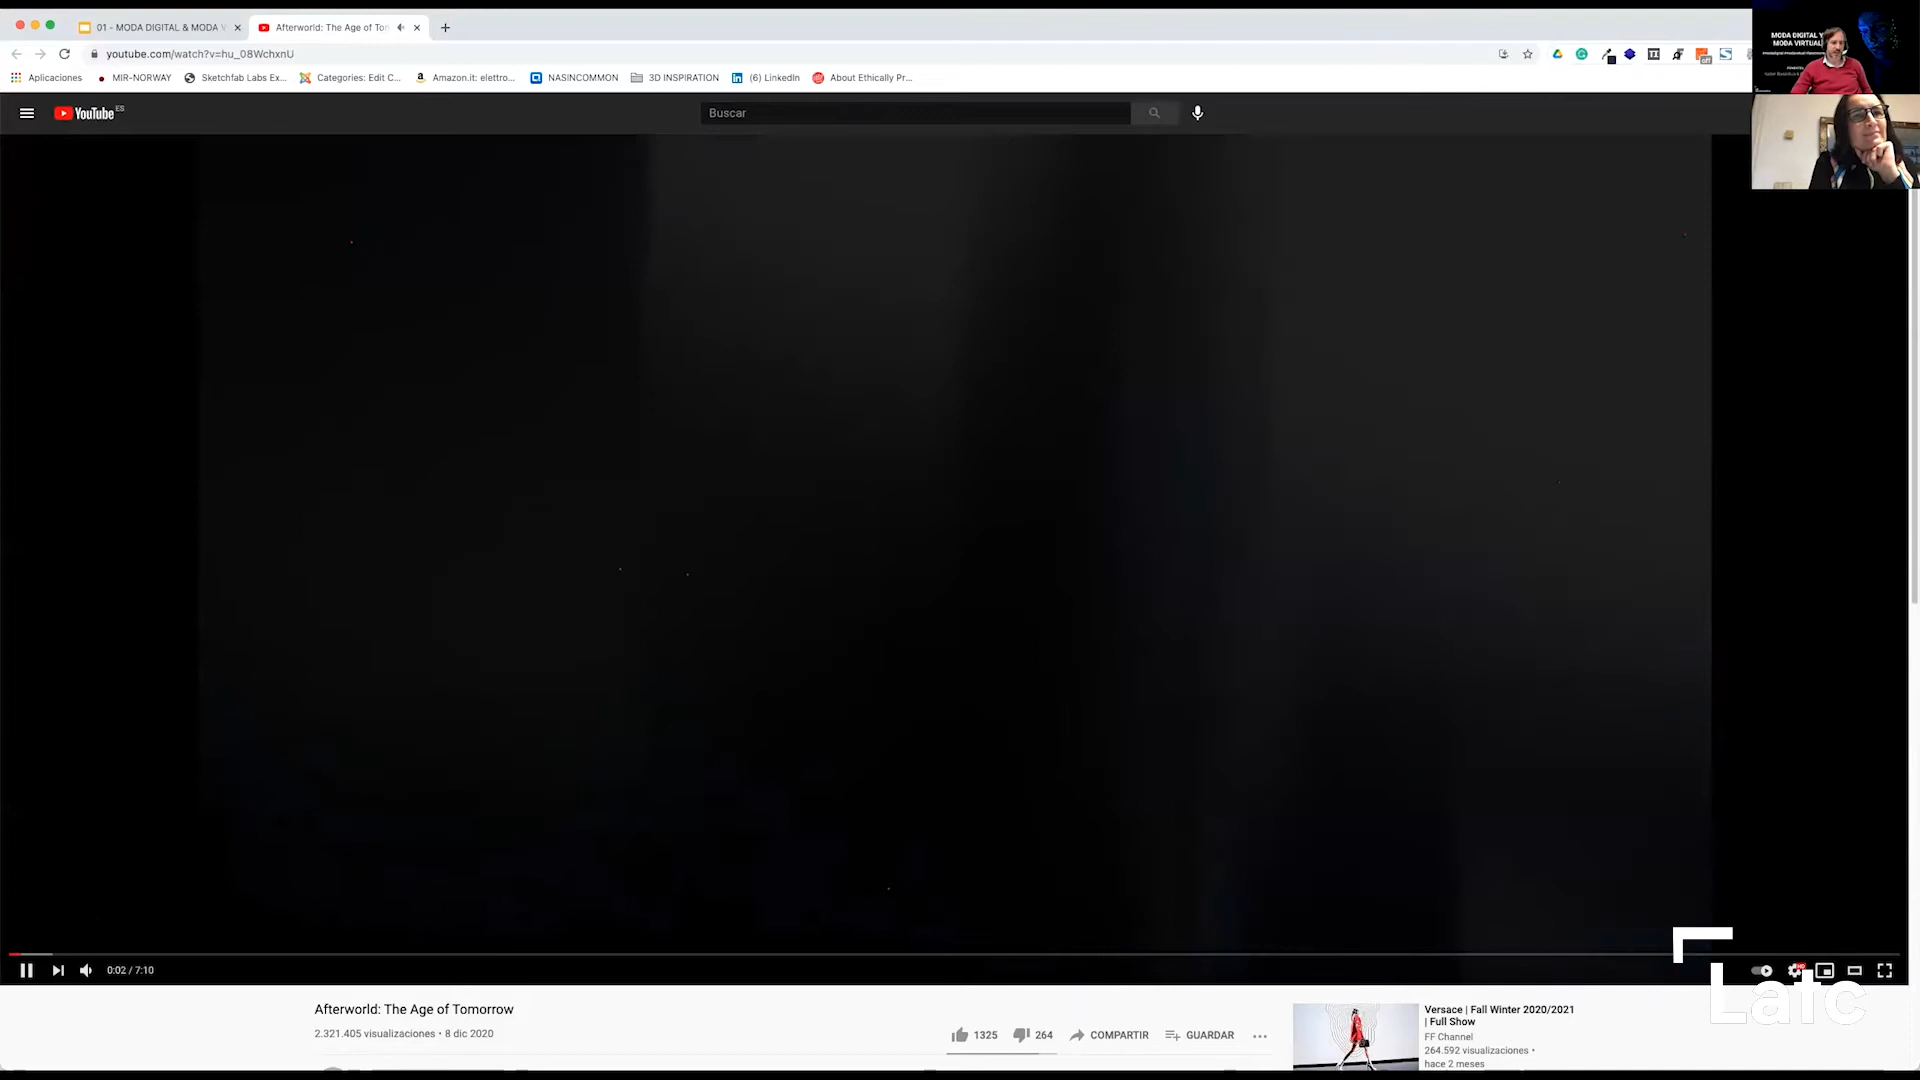 01 - MODA DIGITAL & MODA V
Afterworld: The Age of Tom
youtube.com/watch?v=hu_08WchxnU
Aplicaciones
MIR-NORWAY
Sketchfab Labs Ex...
Categories: Edit C...
Amazon.it: elettro...
NASINCOMMON
3D INSPIRATION
(6) LinkedIn
About Ethically Pr...
MODA DIGITAL Y
MODA VIRTUAL
YouTube ES
Buscar
0:02 / 7:10
HD
Lafc
Afterworld: The Age of Tomorrow
2.321.405 visualizaciones • 8 dic 2020
1325
264
COMPARTIR
GUARDAR
Versace | Fall Winter 2020/2021
| Full Show
FF Channel
264.592 visualizaciones •
hace 2 meses